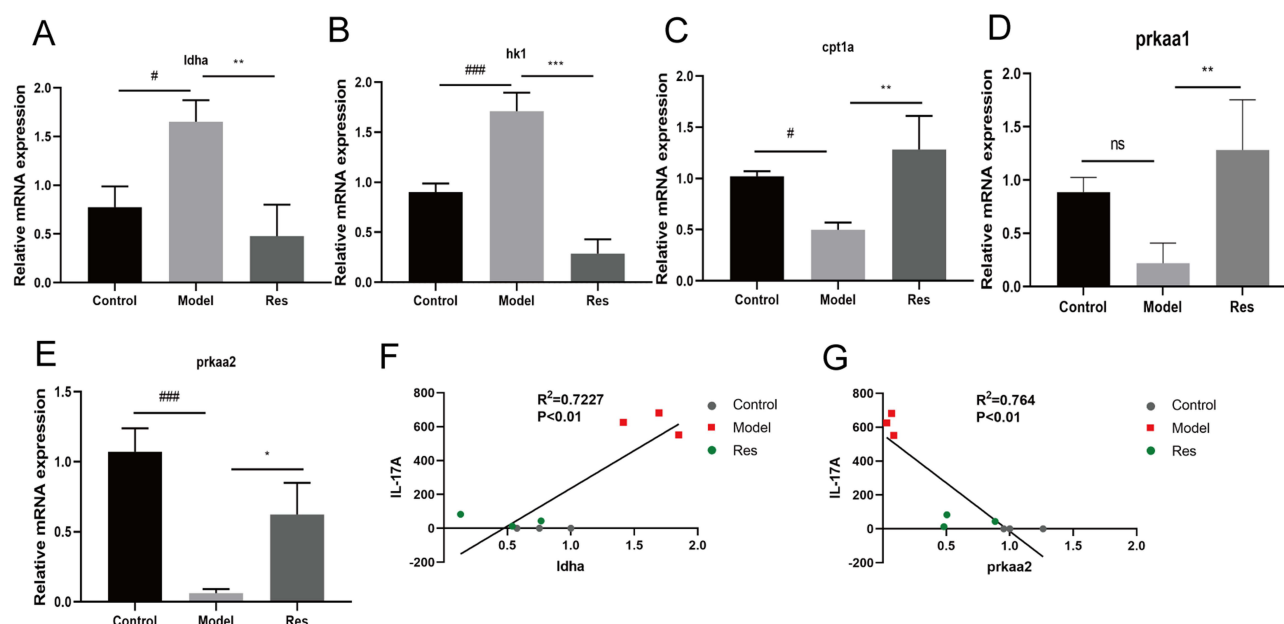 A
ldha
Relative mRNA expression
2.0
1.5
1.0
0.5
0.0
#
**
Control Model Res
B
hk1
Relative mRNA expression
2.0
1.5
1.0
0.5
0.0
###
***
Control Model Res
C
cpt1a
Relative mRNA expression
2.0
1.5
1.0
0.5
0.0
#
**
Control Model Res
D
prkaa1
Relative mRNA expression
2.0
1.5
1.0
0.5
0.0
ns
**
Control Model Res
E
prkaa2
Relative mRNA expression
1.5
1.0
0.5
0.0
###
*
Control Model Res
F
IL-17A
800
600
400
200
0
-200
R²=0.7227
P<0.01
0.5 1.0 1.5 2.0
ldha
Control
Model
Res
G
IL-17A
800
600
400
200
0
-200
R²=0.764
P<0.01
0.5 1.0 1.5 2.0
prkaa2
Control
Model
Res